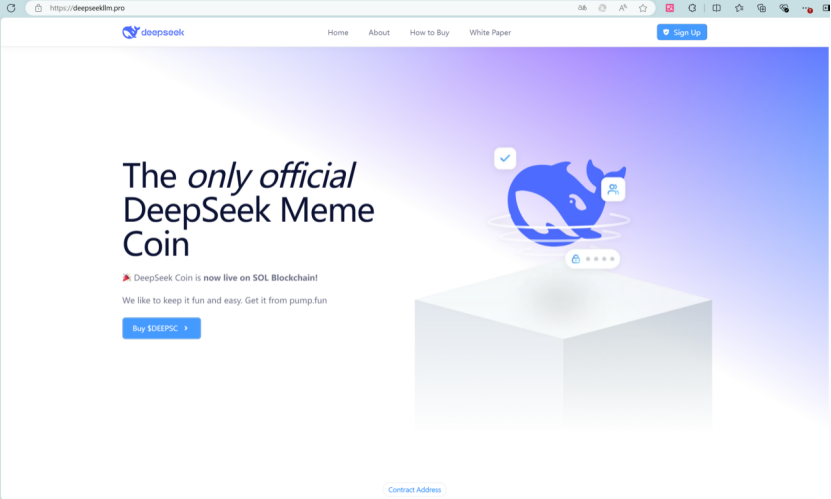 https://deepseekllm.pro
deepseek
Home About How to Buy White Paper
Sign Up
The only official
DeepSeek Meme
Coin
DeepSeek Coin is now live on SOL Blockchain!
We like to keep it fun and easy. Get it from pump.fun
Buy $DEEPSC
Contract Address